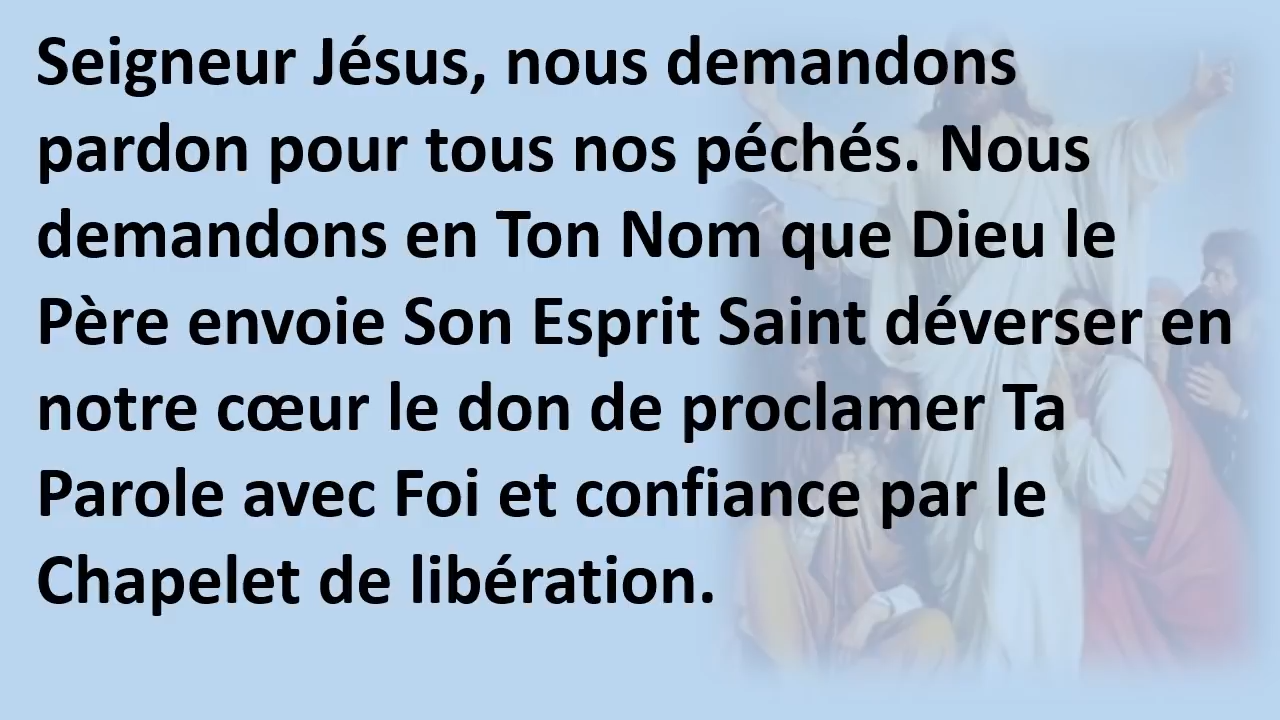 Seigneur Jésus, nous demandons
pardon pour tous nos péchés. Nous
demandons en Ton Nom que Dieu le
Père envoie Son Esprit Saint déverser en
notre cœur le don de proclamer Ta
Parole avec Foi et confiance par le
Chapelet de libération.